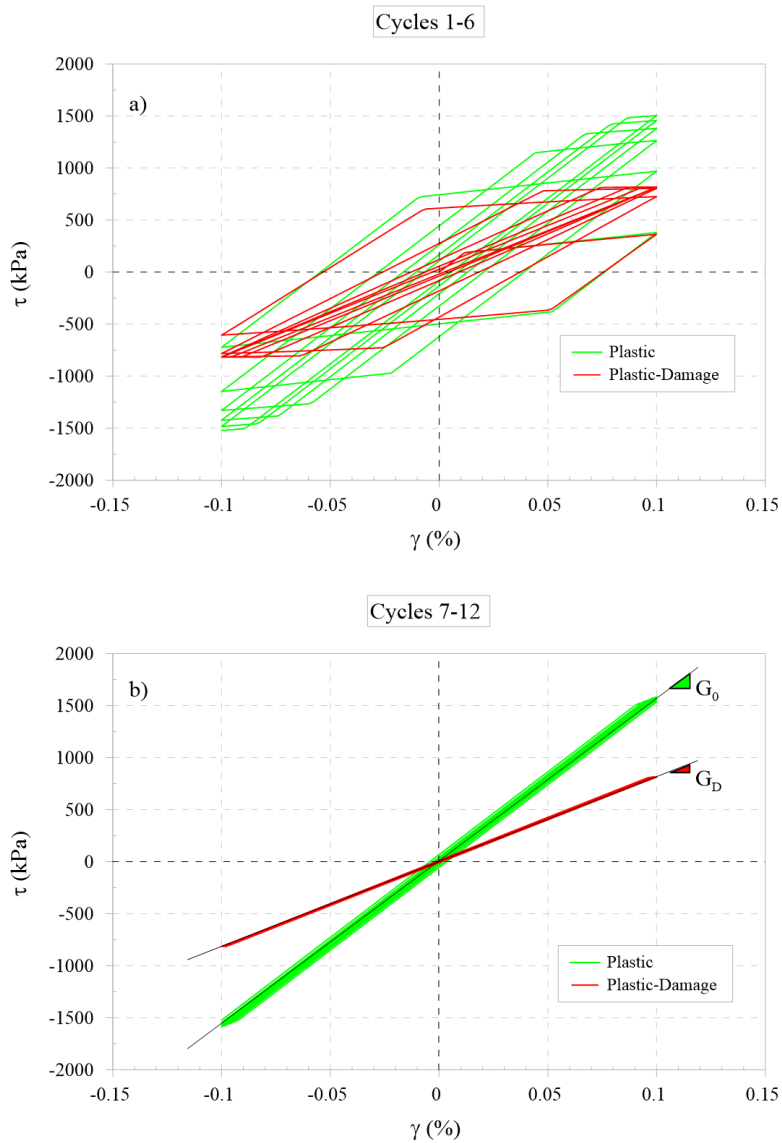 Cycles 1-6
2000
1500
1000
500
0
-500
-1000
-1500
-2000
τ (kPa)
a)
Plastic
Plastic-Damage
-0.15
-0.1
-0.05
0
0.05
0.1
0.15
γ (%)
Cycles 7-12
2000
1500
1000
500
0
-500
-1000
-1500
-2000
τ (kPa)
b)
G₀
G_D
Plastic
Plastic-Damage
-0.15
-0.1
-0.05
0
0.05
0.1
0.15
γ (%)